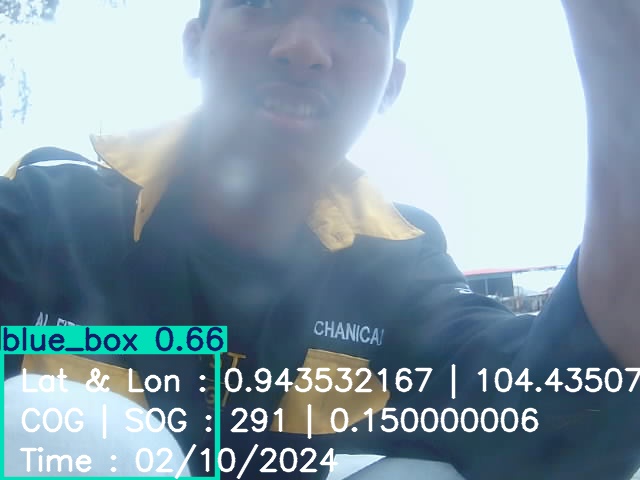 CHANICAL
blue_box 0.66
Lat & Lon : 0.943532167 | 104.43507
COG | SOG : 291 | 0.150000006
Time : 02/10/2024